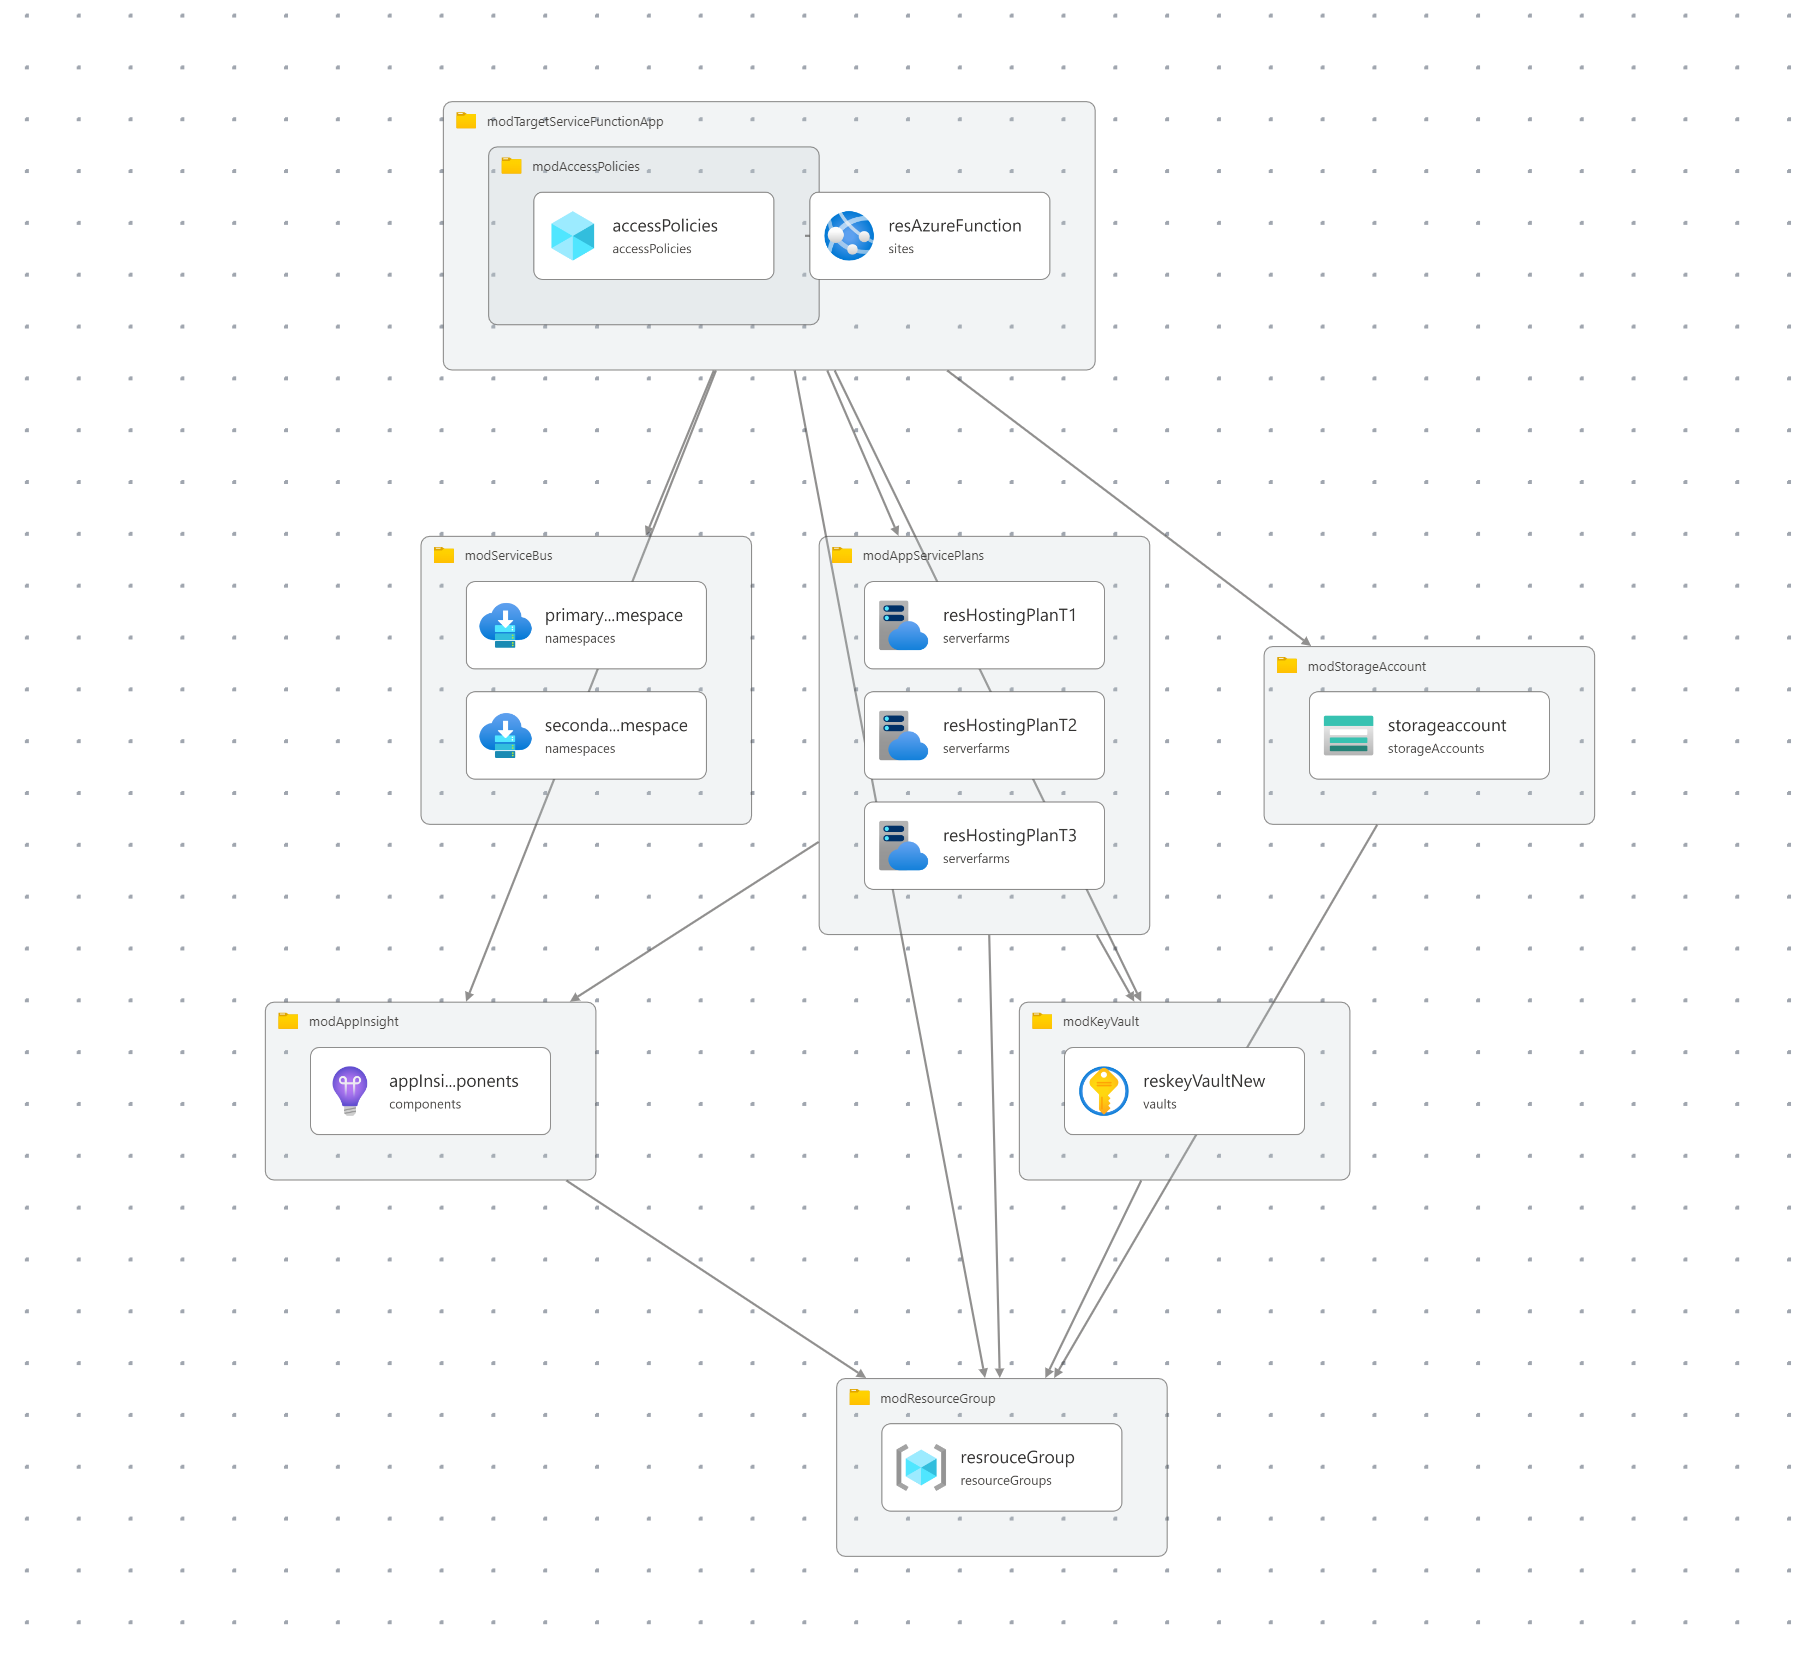 modTargetServiceFunctionApp
modAccessPolicies
accessPolicies
accessPolicies
resAzureFunction
sites
modServiceBus
primary...mespace
namespaces
seconda...mespace
namespaces
modAppServicePlans
resHostingPlanT1
serverfarms
resHostingPlanT2
serverfarms
resHostingPlanT3
serverfarms
modStorageAccount
storageaccount
storageAccounts
modAppInsight
appInsi...ponents
components
modKeyVault
reskeyVaultNew
vaults
modResourceGroup
resrouceGroup
resourceGroups